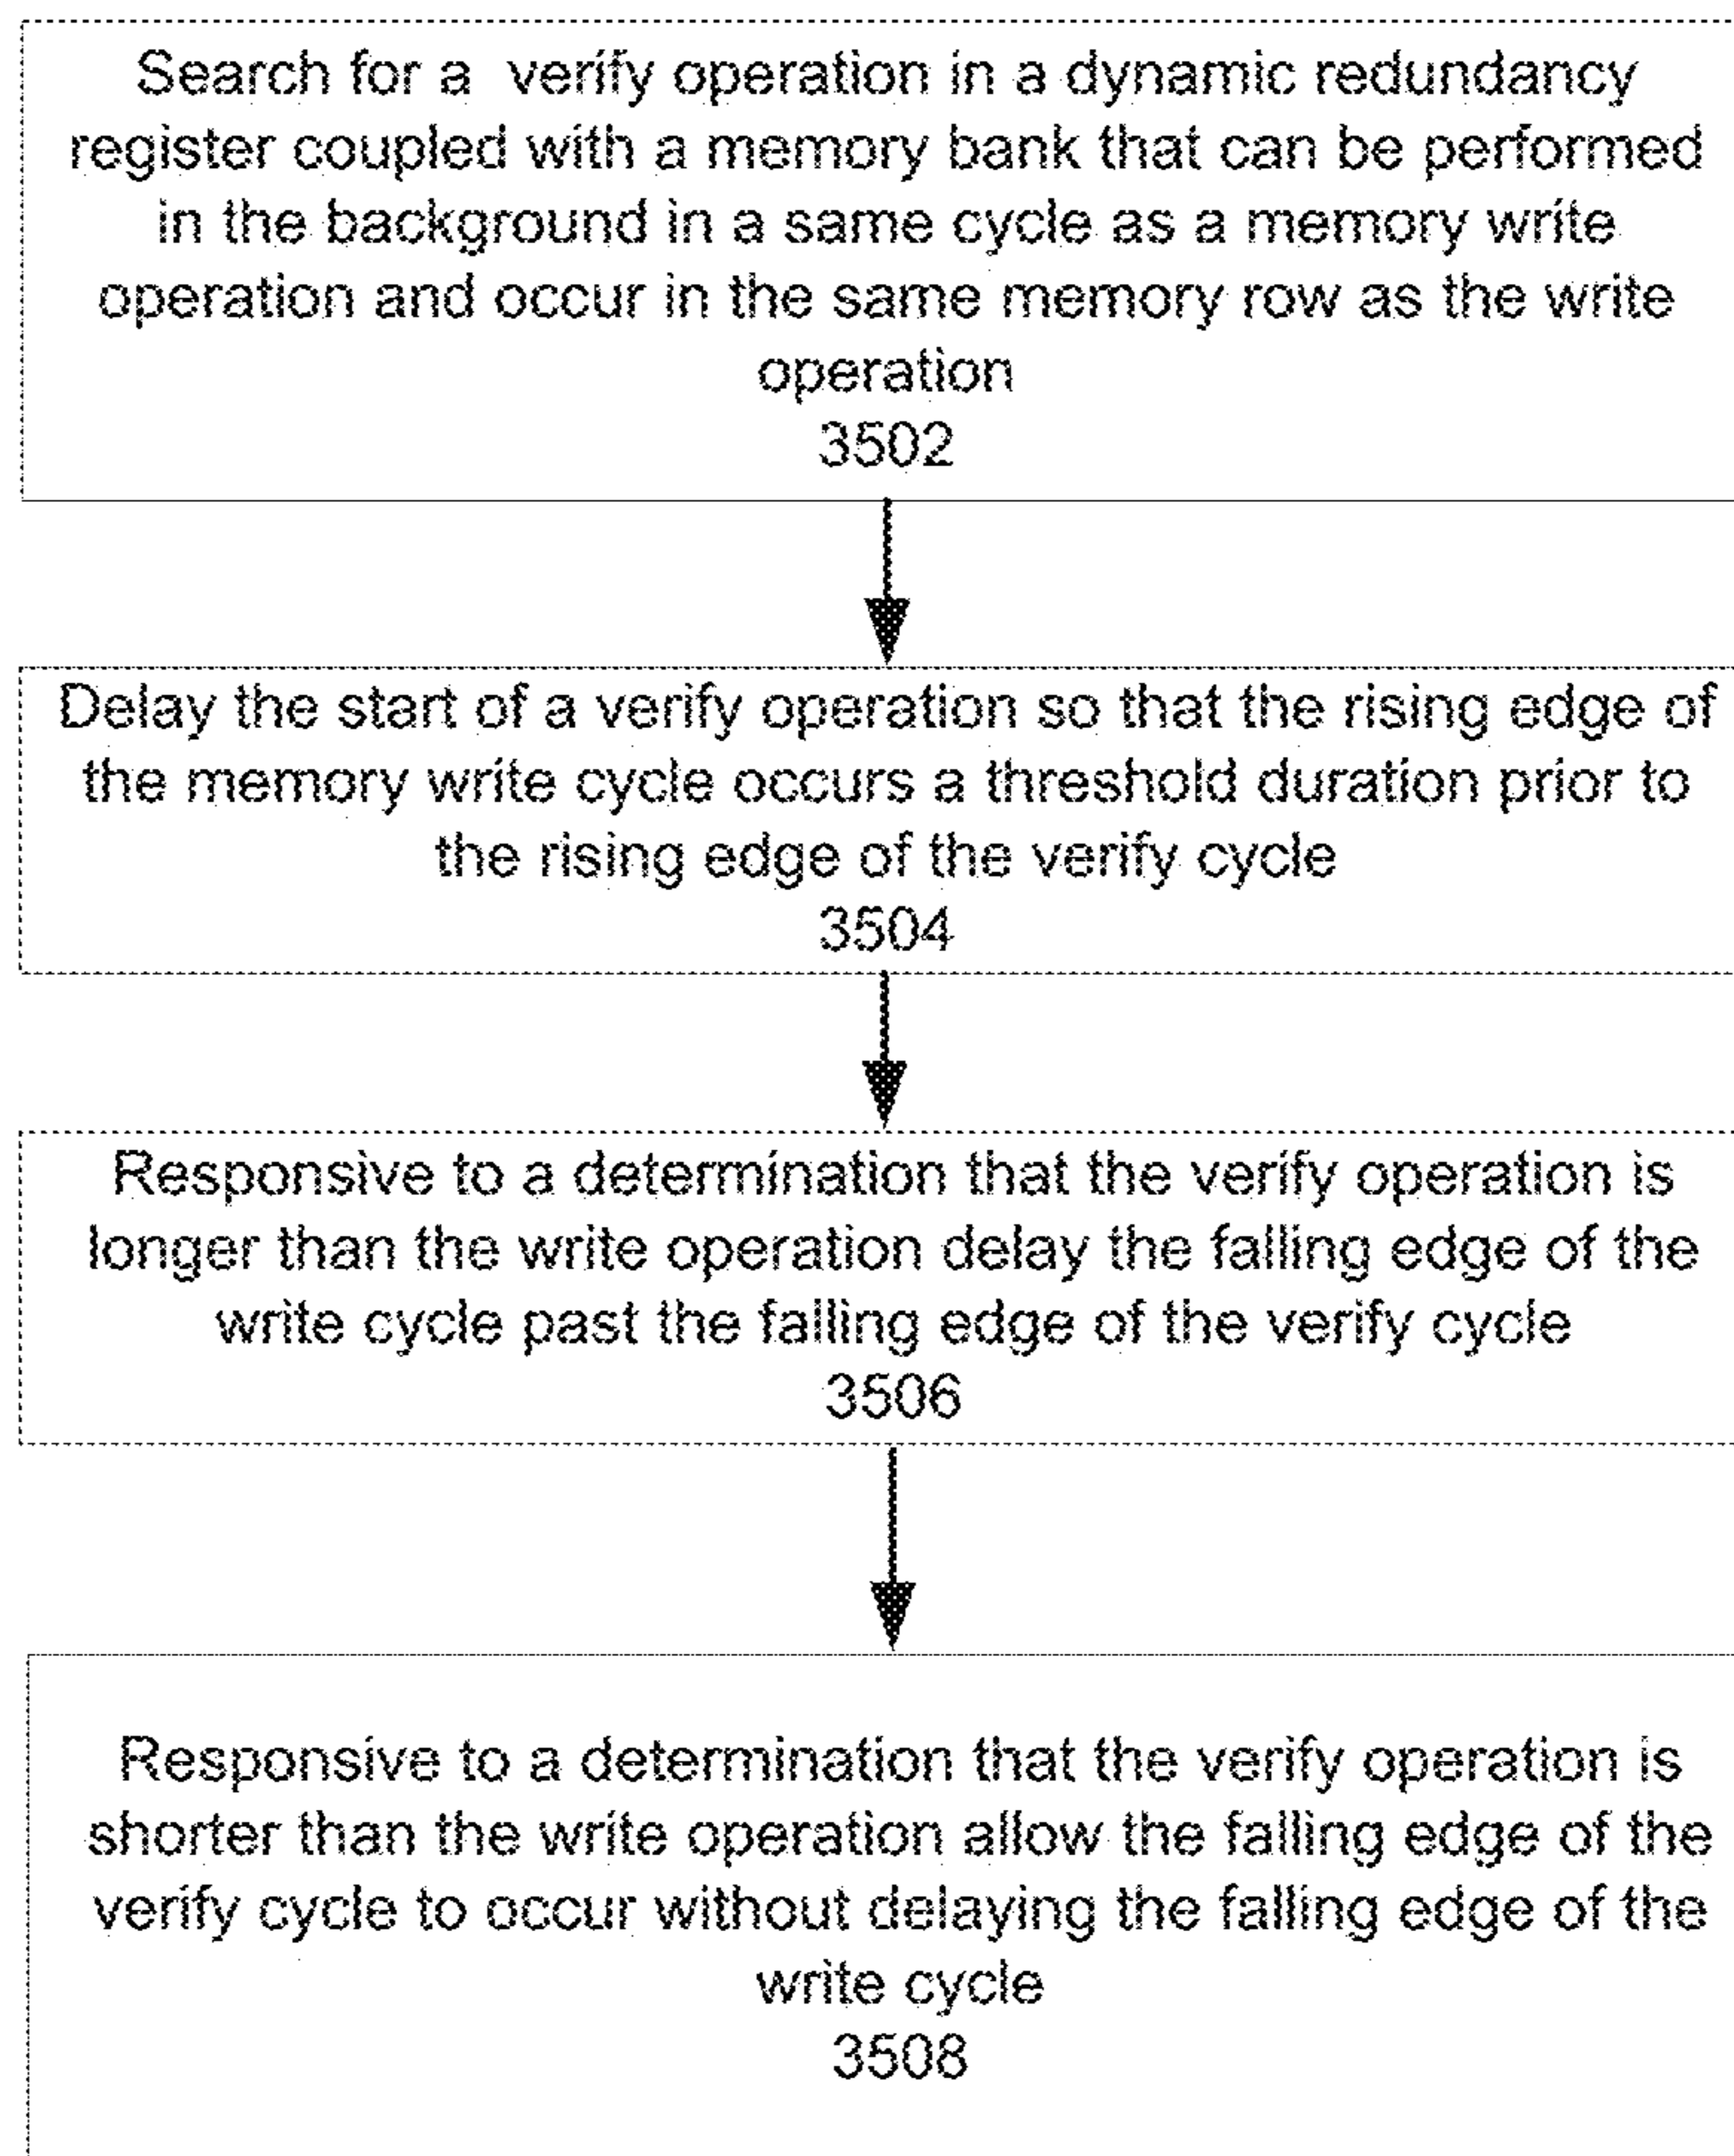 Search for a verify operation in a dynamic redundancy
register coupled with a memory bank that can be performed
in the background in a same cycle as a memory write
operation and occur in the same memory row as the write
operation
3502
Delay the start of a verify operation so that the rising edge of
the memory write cycle occurs a threshold duration prior to
the rising edge of the verify cycle
3504
Responsive to a determination that the verify operation is
longer than the write operation delay the falling edge of the
write cycle past the falling edge of the verify cycle
3506
Responsive to a determination that the verify operation is
shorter than the write operation allow the falling edge of the
verify cycle to occur without delaying the falling edge of the
write cycle
3508